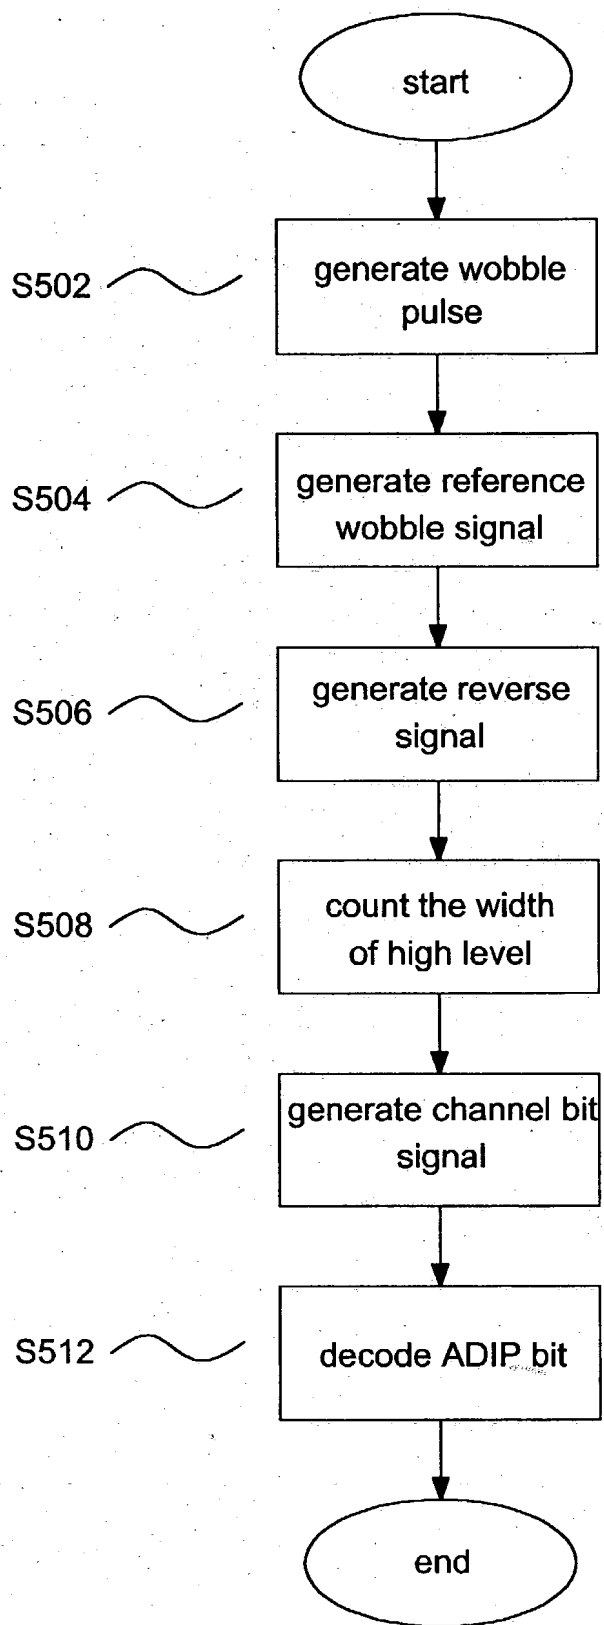 start
S502
generate wobble
pulse
S504
generate reference
wobble signal
S506
generate reverse
signal
S508
count the width
of high level
S510
generate channel bit
signal
S512
decode ADIP bit
end